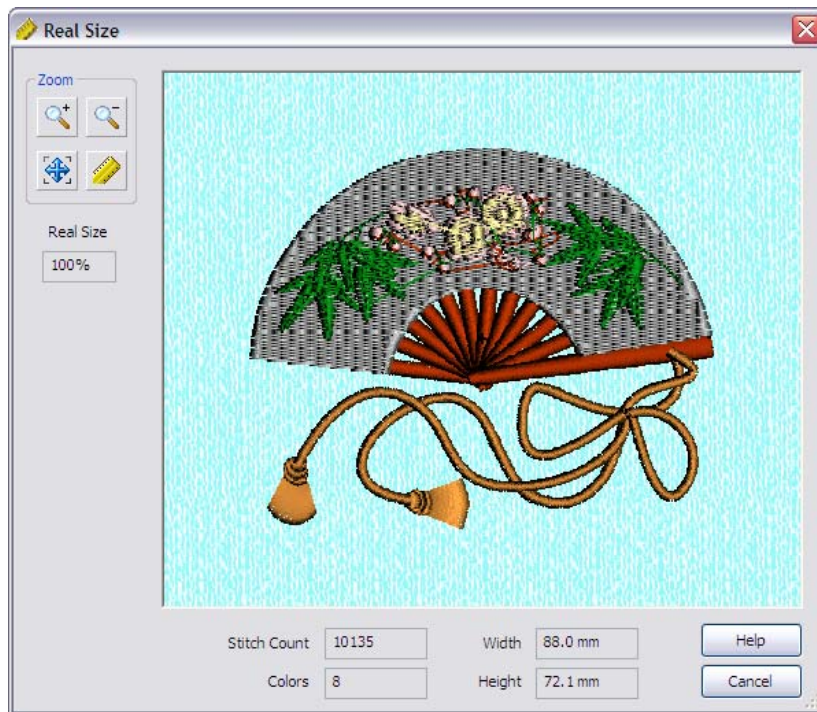 Real Size
Zoom
Real Size
100%
Stitch Count 10135 Width 88.0 mm Help
Colors 8 Height 72.1 mm Cancel